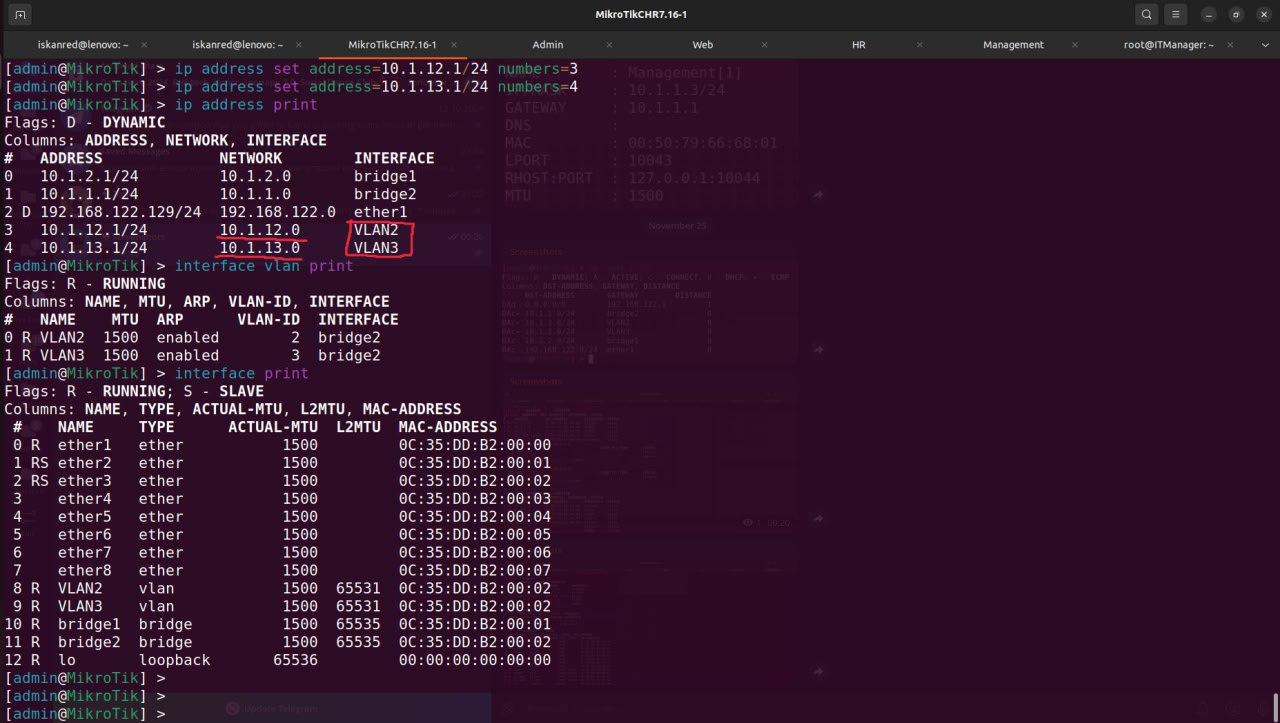 MikroTikCHR7.16-1
iskanred@lenovo: ~ × iskanred@lenovo: ~ × MikroTikCHR7.16-1 × Admin × Web × HR × Management × root@ITManager: ~ ×
[admin@MikroTik] > ip address set address=10.1.12.1/24 numbers=3
[admin@MikroTik] > ip address set address=10.1.13.1/24 numbers=4
[admin@MikroTik] > ip address print
Flags: D - DYNAMIC
Columns: ADDRESS, NETWORK, INTERFACE
# ADDRESS NETWORK INTERFACE
0 10.1.2.1/24 10.1.2.0 bridge1
1 10.1.1.1/24 10.1.1.0 bridge2
2 D 192.168.122.129/24 192.168.122.0 ether1
3 10.1.12.1/24 10.1.12.0 VLAN2
4 10.1.13.1/24 10.1.13.0 VLAN3
[admin@MikroTik] > interface vlan print
Flags: R - RUNNING
Columns: NAME, MTU, ARP, VLAN-ID, INTERFACE
# NAME MTU ARP VLAN-ID INTERFACE
0 R VLAN2 1500 enabled 2 bridge2
1 R VLAN3 1500 enabled 3 bridge2
[admin@MikroTik] > interface print
Flags: R - RUNNING; S - SLAVE
Columns: NAME, TYPE, ACTUAL-MTU, L2MTU, MAC-ADDRESS
# NAME TYPE ACTUAL-MTU L2MTU MAC-ADDRESS
0 R ether1 ether 1500 0C:35:DD:B2:00:00
1 RS ether2 ether 1500 0C:35:DD:B2:00:01
2 RS ether3 ether 1500 0C:35:DD:B2:00:02
3 ether4 ether 1500 0C:35:DD:B2:00:03
4 ether5 ether 1500 0C:35:DD:B2:00:04
5 ether6 ether 1500 0C:35:DD:B2:00:05
6 ether7 ether 1500 0C:35:DD:B2:00:06
7 ether8 ether 1500 0C:35:DD:B2:00:07
8 R VLAN2 vlan 1500 65531 0C:35:DD:B2:00:02
9 R VLAN3 vlan 1500 65531 0C:35:DD:B2:00:02
10 R bridge1 bridge 1500 65535 0C:35:DD:B2:00:01
11 R bridge2 bridge 1500 65535 0C:35:DD:B2:00:02
12 R lo loopback 65536 00:00:00:00:00:00
[admin@MikroTik] >
[admin@MikroTik] >
[admin@MikroTik] >
: Management[1]
: 10.1.1.3/24
GATEWAY : 10.1.1.1
DNS :
MAC : 00:50:79:66:68:01
LPORT : 10043
RHOST:PORT : 127.0.0.1:10044
MTU : 1500
November 25
Screenshots
Screenshots
Update Telegram